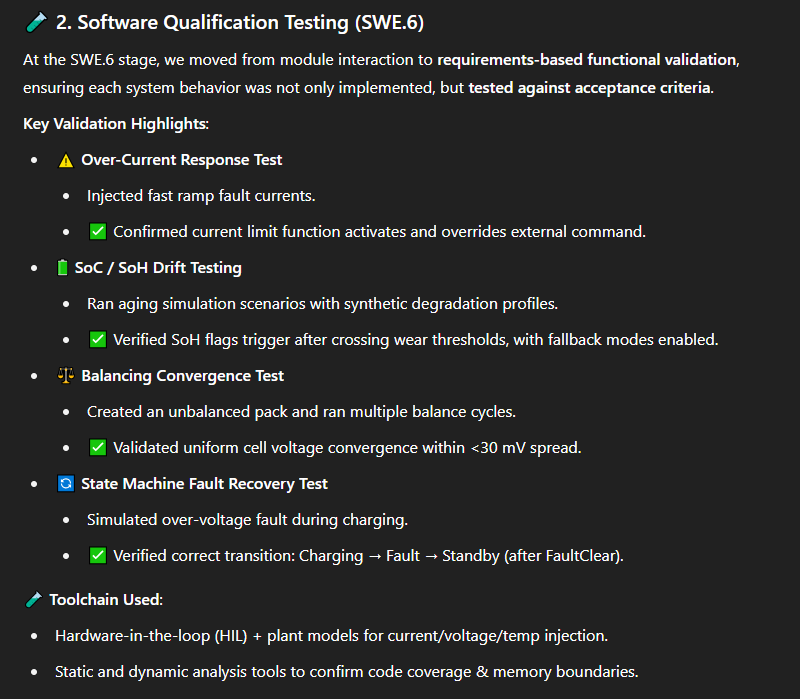 🧪 2. Software Qualification Testing (SWE.6)
At the SWE.6 stage, we moved from module interaction to requirements-based functional validation,
ensuring each system behavior was not only implemented, but tested against acceptance criteria.
Key Validation Highlights:
• ⚠️ Over-Current Response Test
• Injected fast ramp fault currents.
• ✅ Confirmed current limit function activates and overrides external command.
• 🔋 SoC / SoH Drift Testing
• Ran aging simulation scenarios with synthetic degradation profiles.
• ✅ Verified SoH flags trigger after crossing wear thresholds, with fallback modes enabled.
• ⚖️ Balancing Convergence Test
• Created an unbalanced pack and ran multiple balance cycles.
• ✅ Validated uniform cell voltage convergence within <30 mV spread.
• 🔄 State Machine Fault Recovery Test
• Simulated over-voltage fault during charging.
• ✅ Verified correct transition: Charging → Fault → Standby (after FaultClear).
🧪 Toolchain Used:
• Hardware-in-the-loop (HIL) + plant models for current/voltage/temp injection.
• Static and dynamic analysis tools to confirm code coverage & memory boundaries.